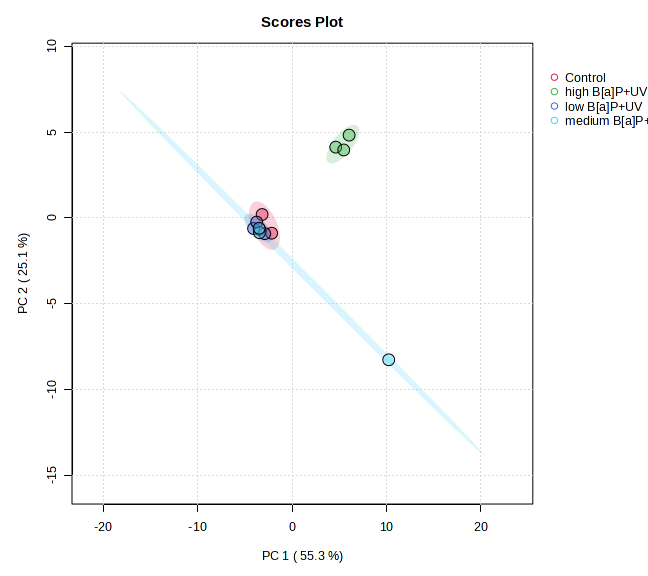 Scores Plot
Control
high B[a]P+UV
low B[a]P+UV
medium B[a]P+
10
5
0
-5
-10
-15
PC 2 ( 25.1 %)
-20
-10
0
10
20
PC 1 ( 55.3 %)